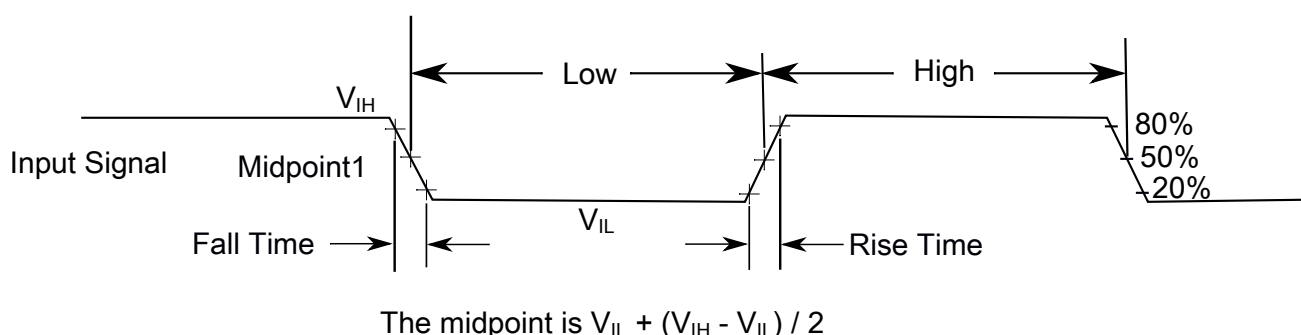 Low
High
V_IH
80%
Input Signal
Midpoint1
50%
20%
V_IL
Fall Time
Rise Time
The midpoint is V_IL + (V_IH - V_IL) / 2